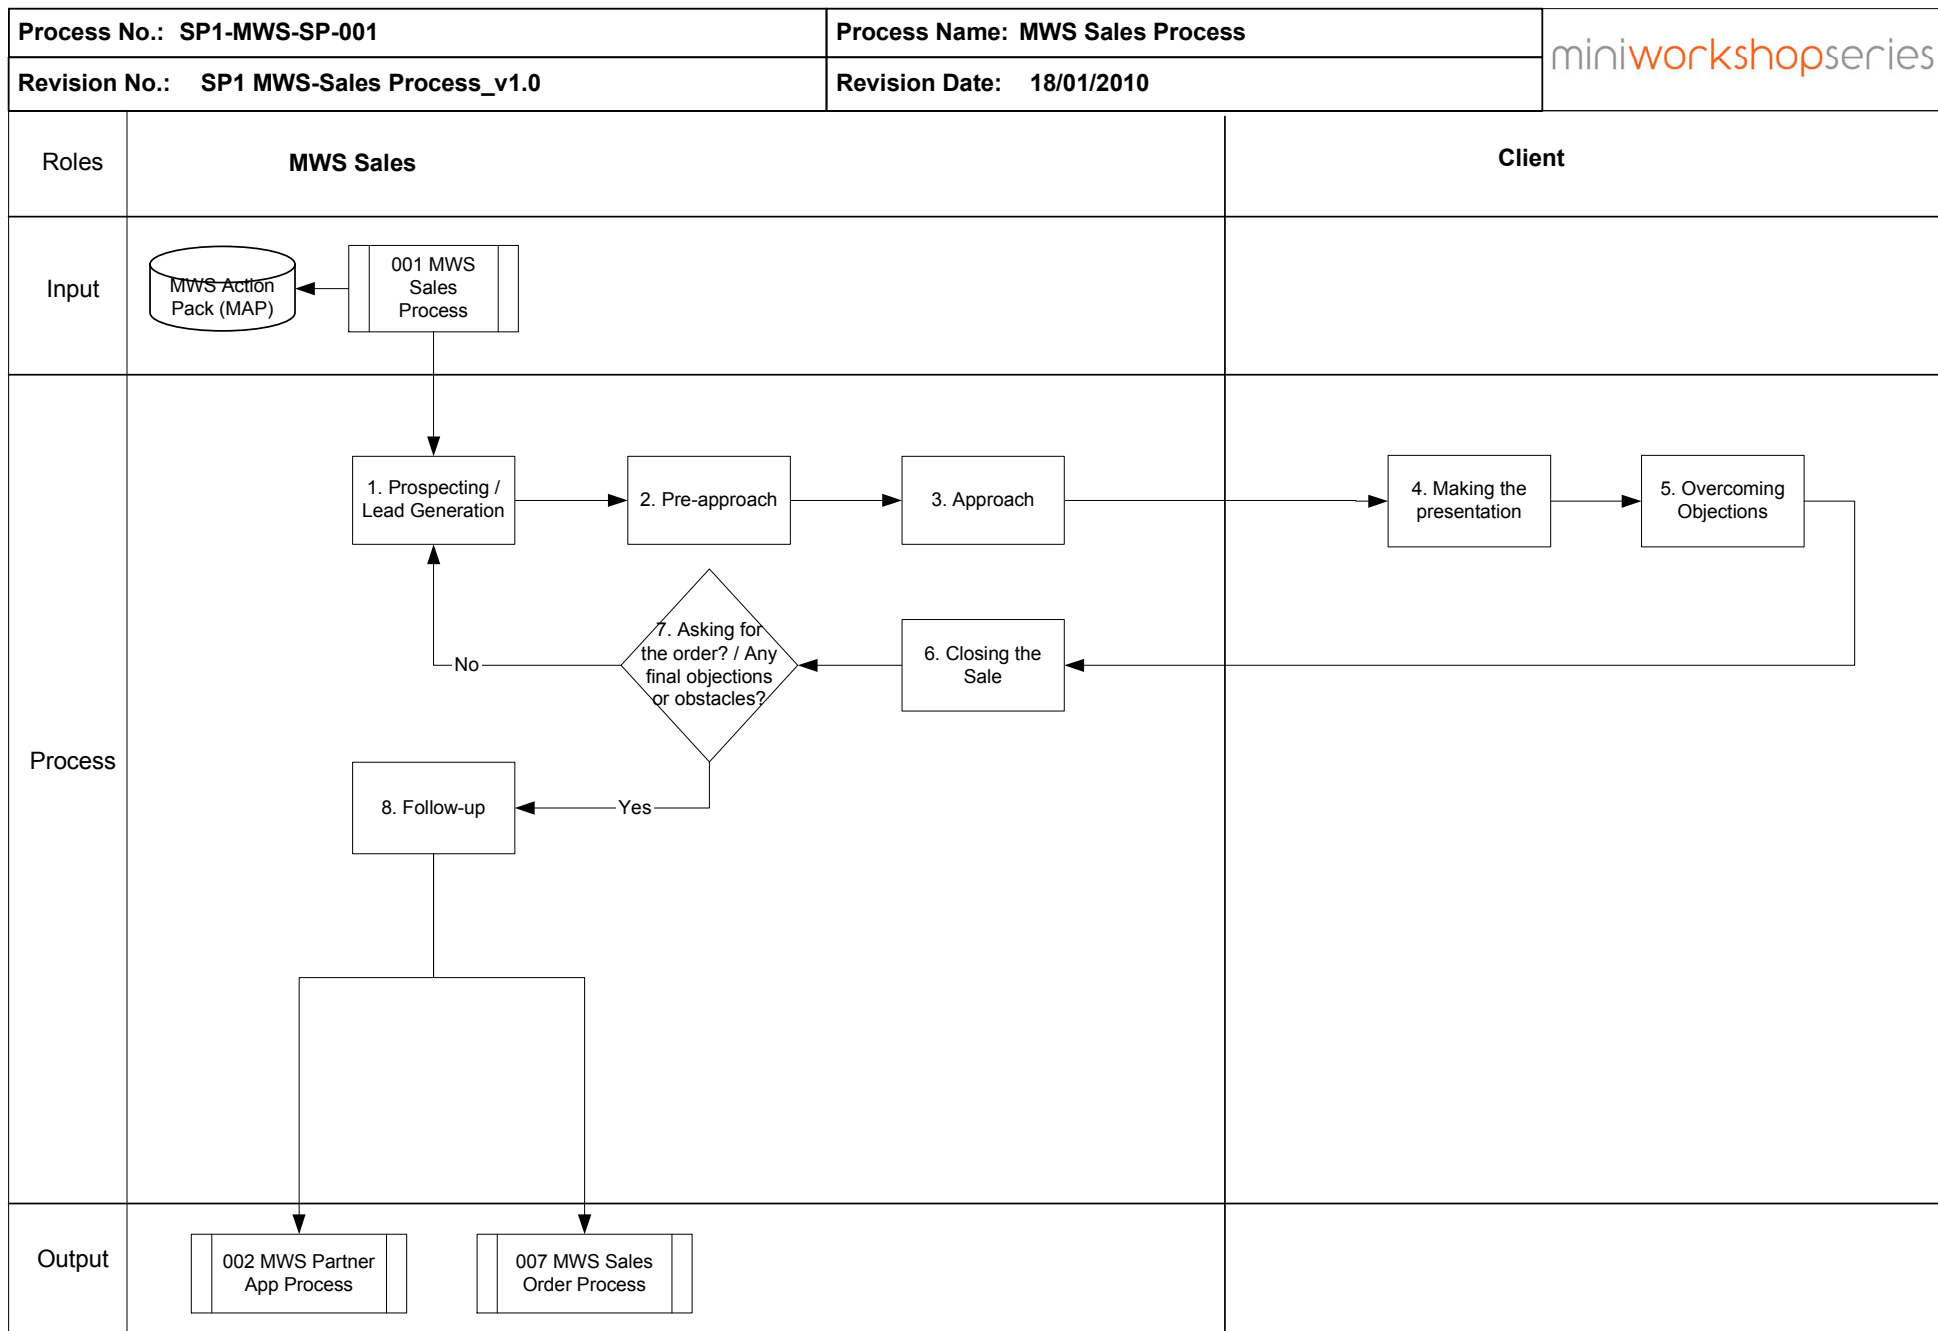 Process No.: SP1-MWS-SP-001
Process Name: MWS Sales Process
miniworkshopseries
Revision No.: SP1 MWS-Sales Process_v1.0
Revision Date: 18/01/2010
Roles
MWS Sales
Client
Input
MWS Action
Pack (MAP)
001 MWS
Sales
Process
Process
1. Prospecting /
Lead Generation
2. Pre-approach
3. Approach
4. Making the
presentation
5. Overcoming
Objections
6. Closing the
Sale
7. Asking for
the order? / Any
final objections
or obstacles?
No
Yes
8. Follow-up
Output
002 MWS Partner
App Process
007 MWS Sales
Order Process